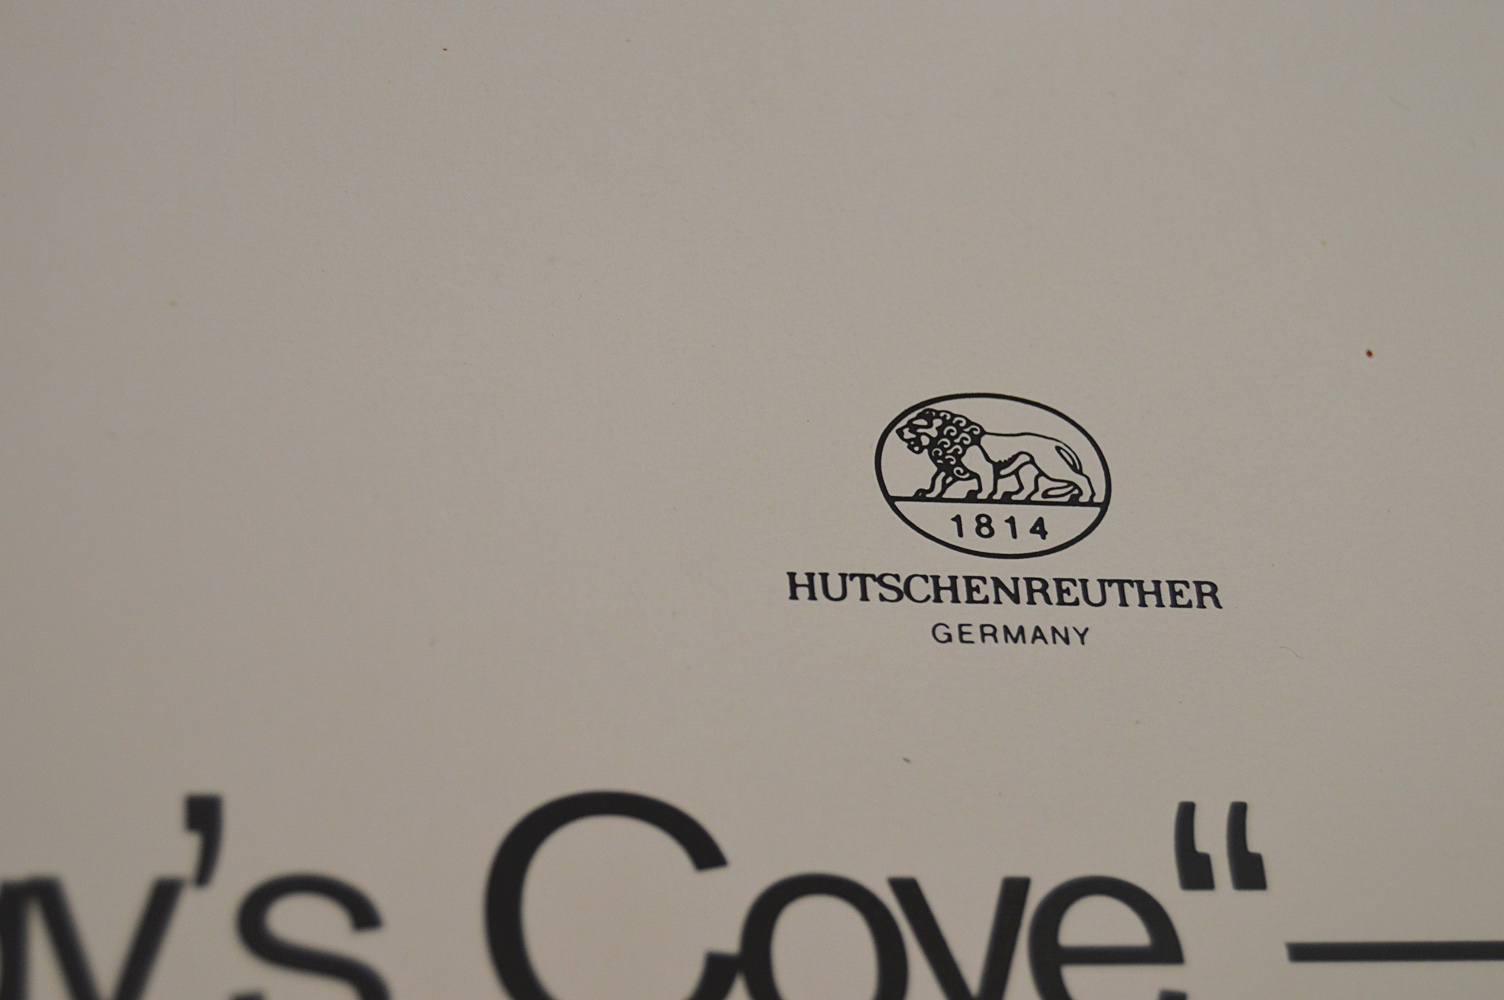 1814
HUTSCHENREUTHER
GERMANY
's Cove“—